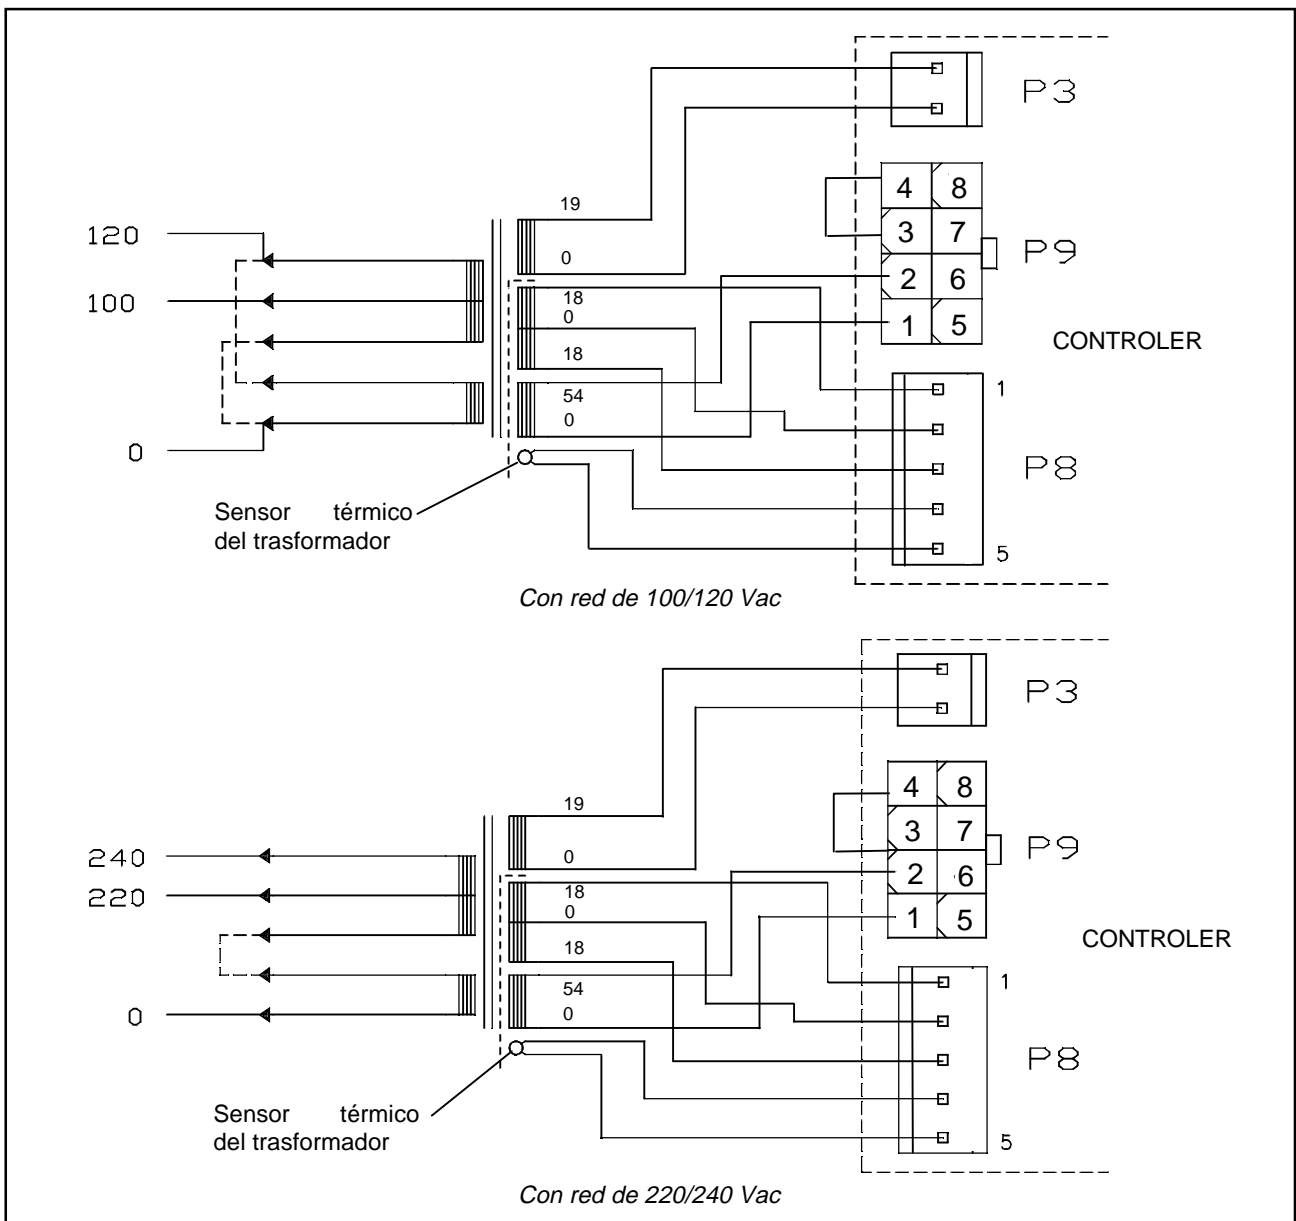 P3
19
4 8
120
3 7
P9
0
2 6
100
18
0
1 5
CONTROLER
18
1
54
0
0
P8
Sensor térmico
del trasformador
5
Con red de 100/120 Vac
P3
4 8
19
3 7
P9
240
0
2 6
220
18
0
1 5
CONTROLER
18
1
54
0
0
P8
Sensor térmico
del trasformador
5
Con red de 220/240 Vac